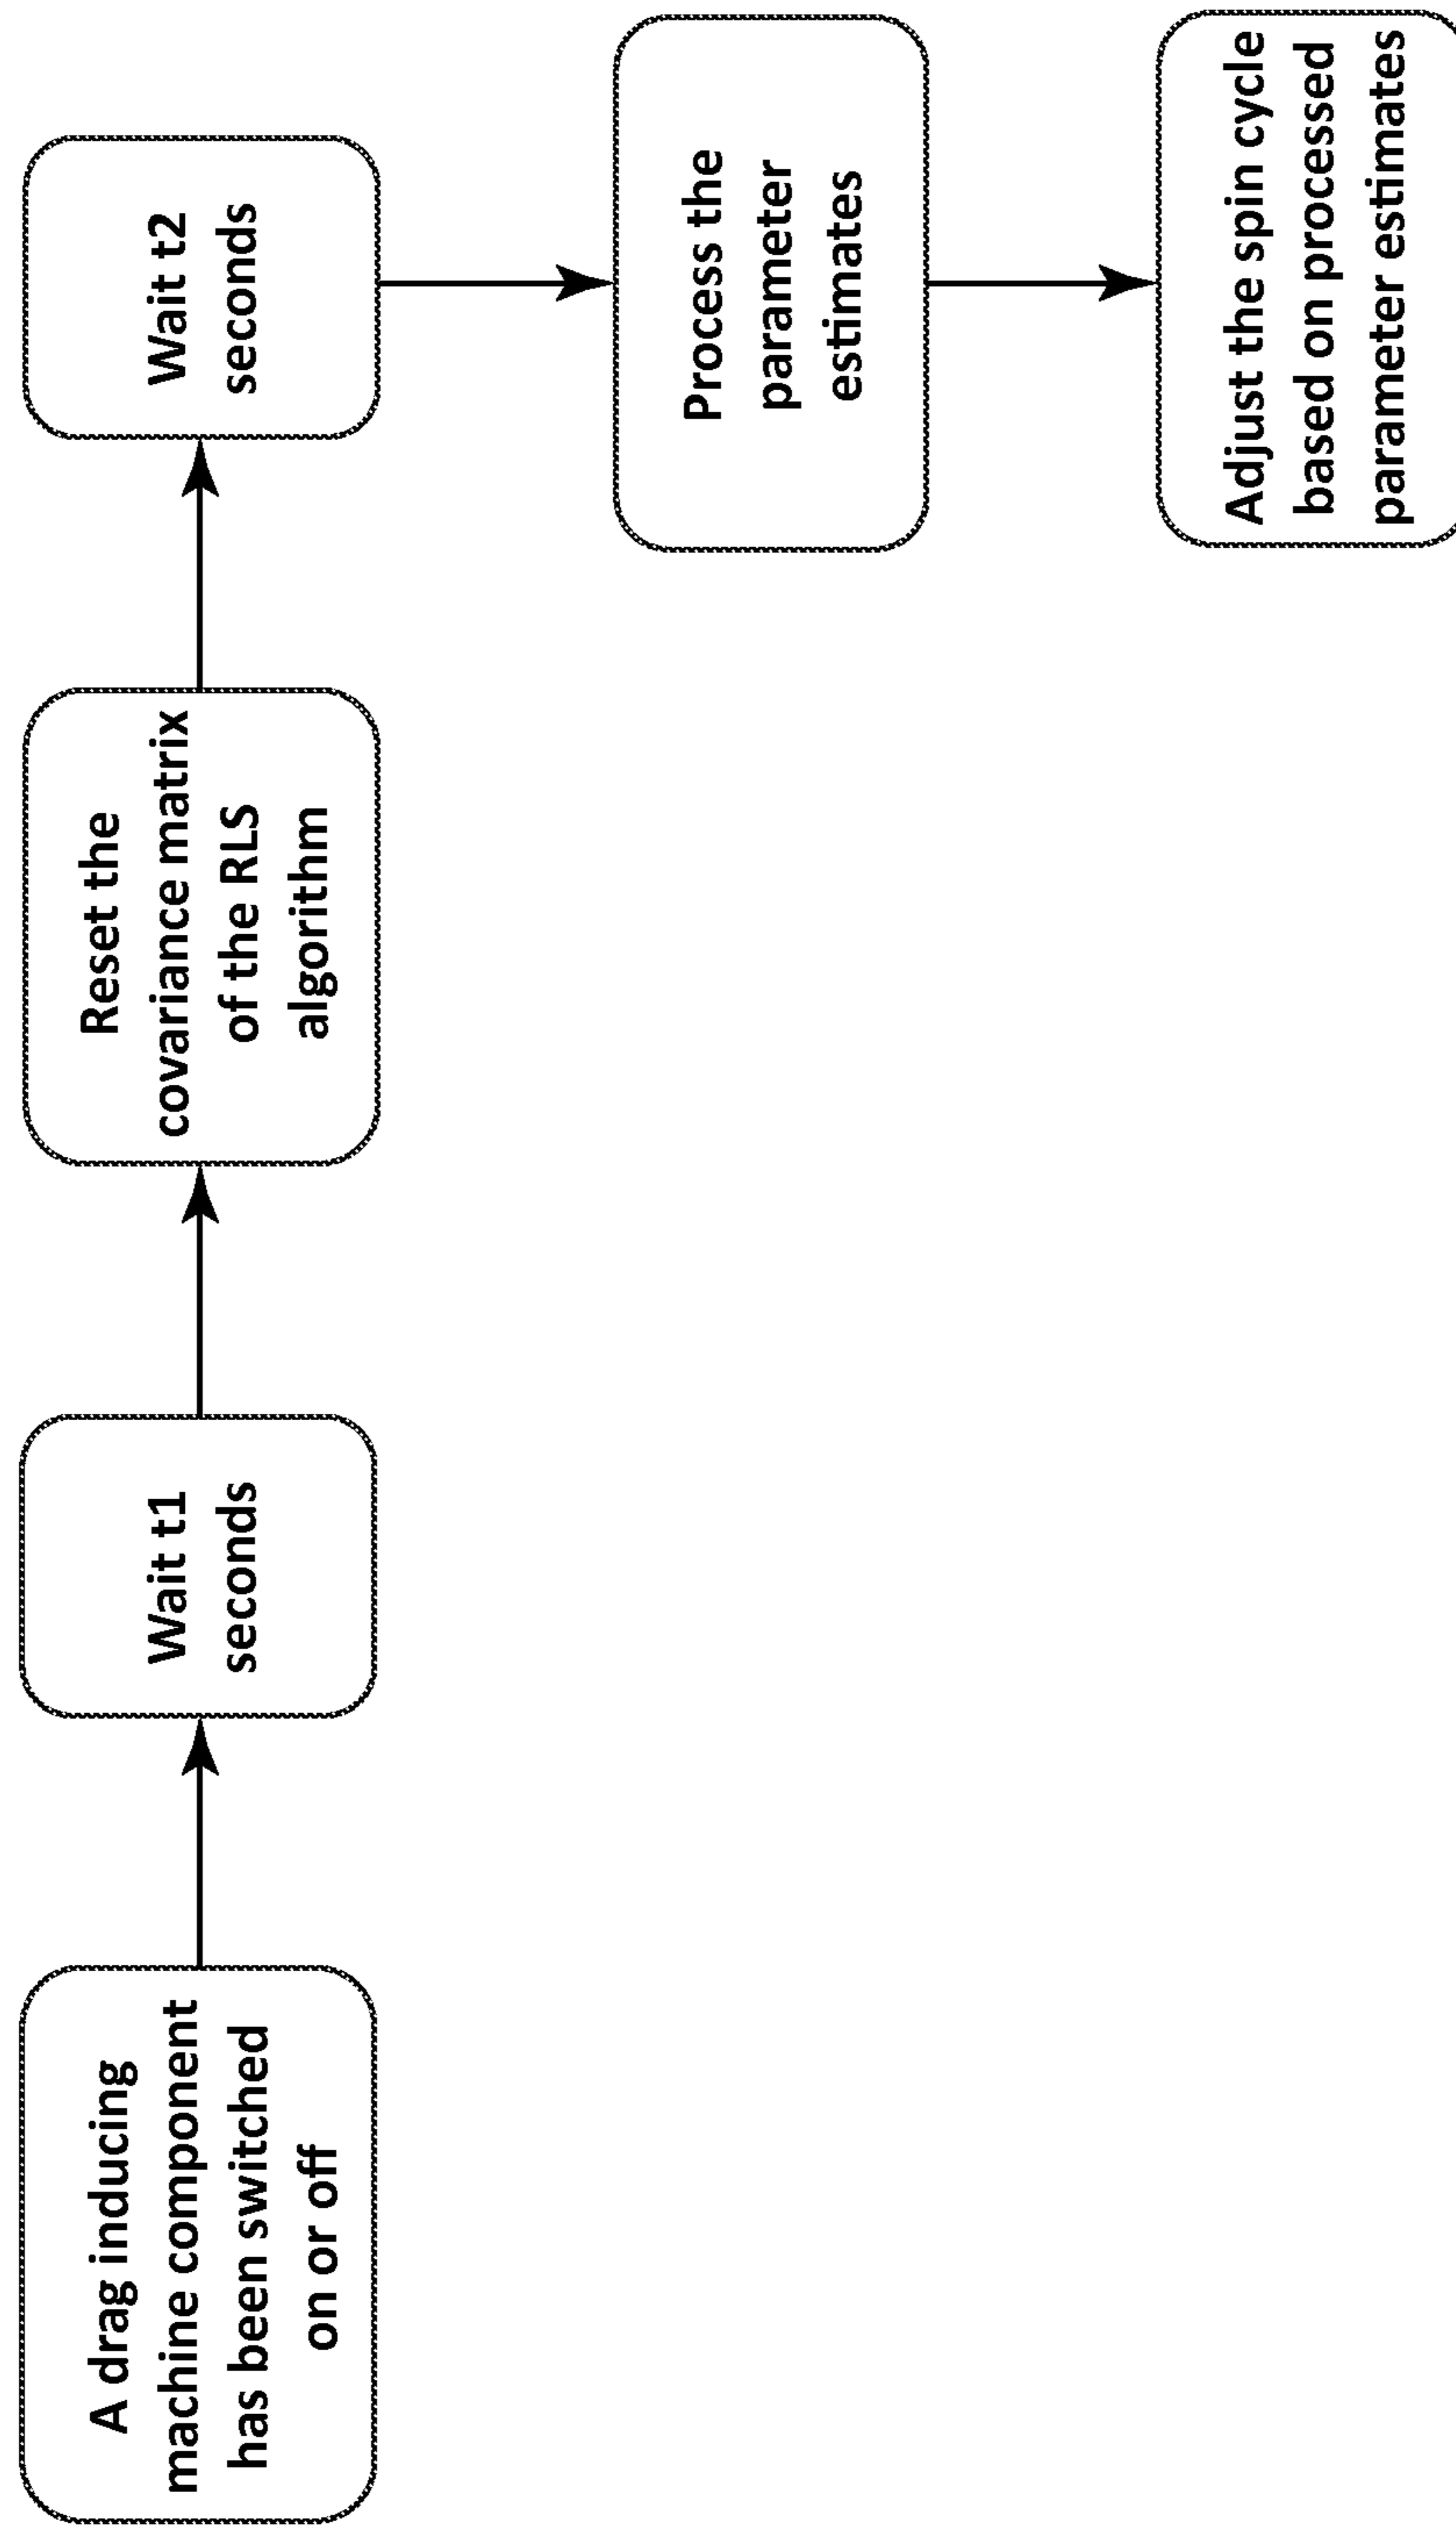 A drag inducing
machine component
has been switched
on or off
Wait t1
seconds
Reset the
covariance matrix
of the RLS
algorithm
Wait t2
seconds
Process the
parameter
estimates
Adjust the spin cycle
based on processed
parameter estimates